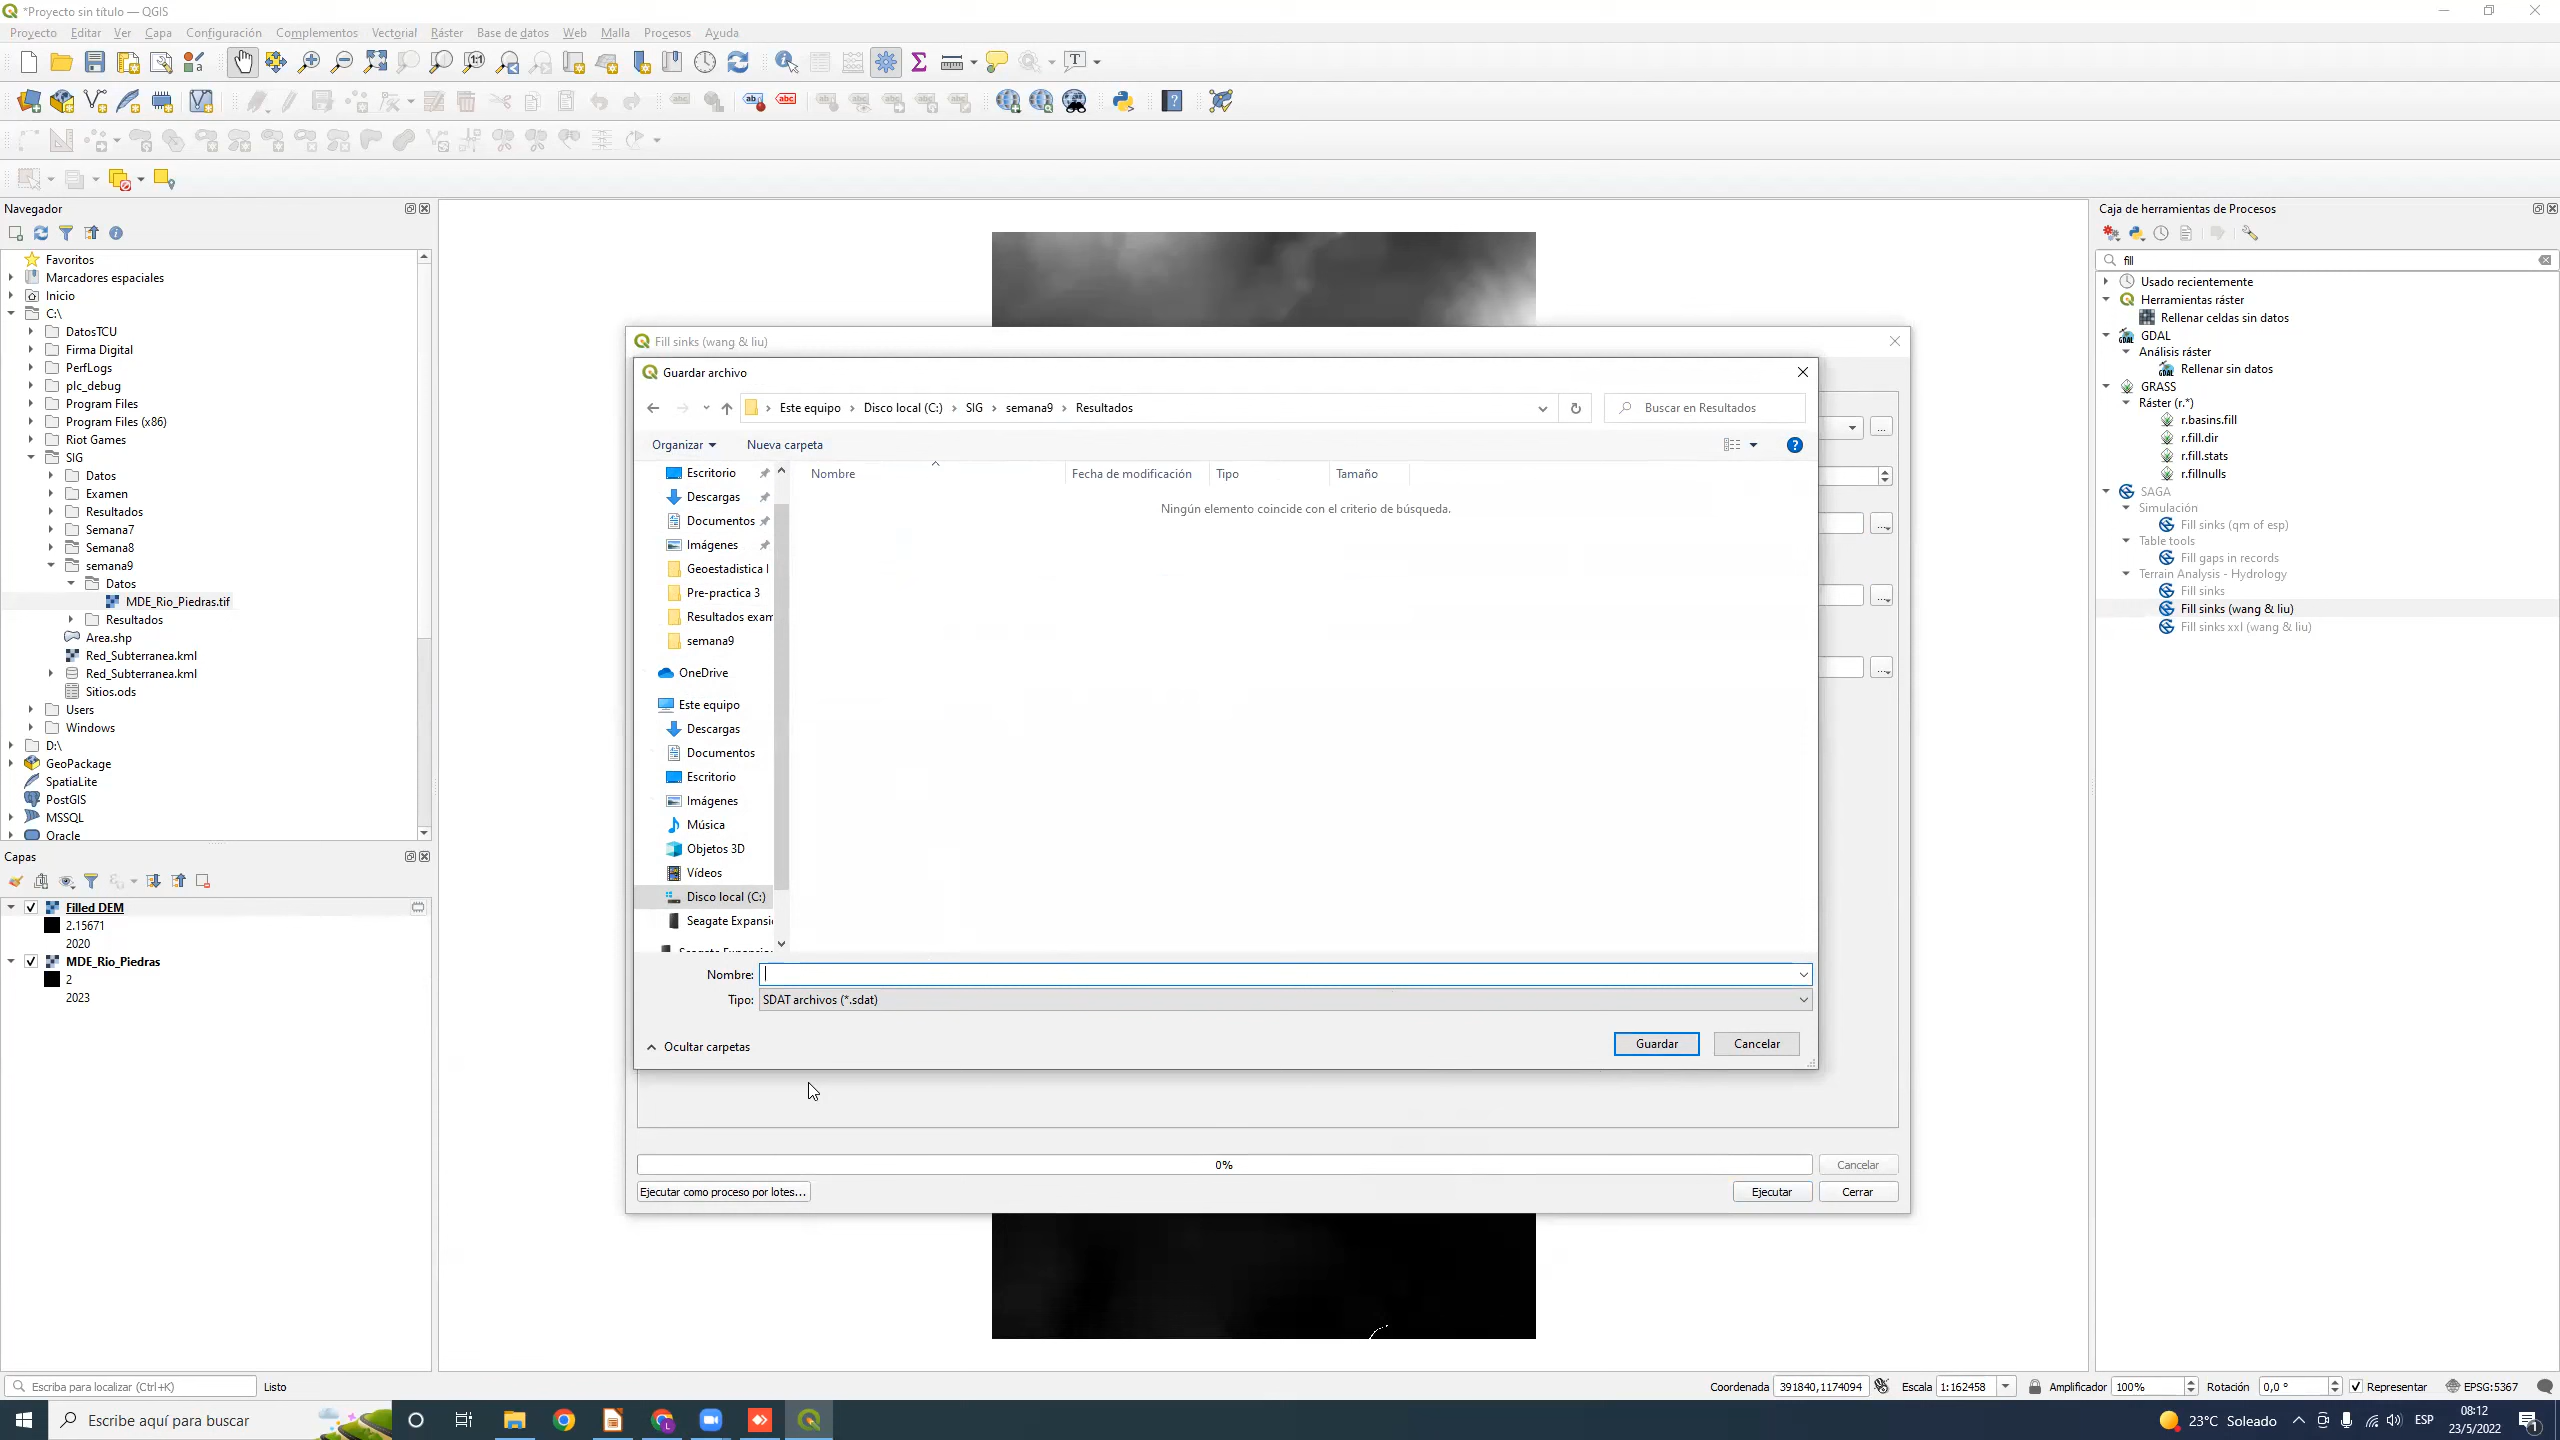 *Proyecto sin título — QGIS
Proyecto Editar Ver Capa Configuración Complementos Vectorial Ráster Base de datos Web Malla Procesos Ayuda
Navegador
Favoritos
Marcadores espaciales
Inicio
C:\
DatosTCU
Firma Digital
PerfLogs
plc_debug
Program Files
Program Files (x86)
Riot Games
SIG
Datos
Examen
Resultados
Semana7
Semana8
semana9
Datos
MDE_Rio_Piedras.tif
Resultados
Area.shp
Red_Subterranea.kml
Red_Subterranea.kml
Sitios.ods
Users
Windows
D:\
GeoPackage
SpatiaLite
PostGIS
MSSQL
Oracle
Capas
Filled DEM
2.15671
2020
MDE_Rio_Piedras
2
2023
Fill sinks (wang & liu)
Guardar archivo
Este equipo
Disco local (C:)
SIG
semana9
Resultados
Buscar en Resultados
Organizar
Nueva carpeta
Escritorio
Descargas
Documentos
Imágenes
Geoestadistica I
Pre-practica 3
Resultados exam
semana9
OneDrive
Este equipo
Descargas
Documentos
Escritorio
Imágenes
Música
Objetos 3D
Vídeos
Disco local (C:)
Seagate Expansi
Nombre
Fecha de modificación
Tipo
Tamaño
Ningún elemento coincide con el criterio de búsqueda.
Nombre:
Tipo: SDAT archivos (*.sdat)
Ocultar carpetas
Guardar
Cancelar
0%
Cancelar
Ejecutar como proceso por lotes...
Ejecutar
Cerrar
Caja de herramientas de Procesos
fill
Usado recientemente
Herramientas ráster
Rellenar celdas sin datos
GDAL
Análisis ráster
Rellenar sin datos
GRASS
Ráster (r.*)
r.basins.fill
r.fill.dir
r.fill.stats
r.fillnulls
SAGA
Simulación
Fill sinks (qm of esp)
Table tools
Fill gaps in records
Terrain Analysis - Hydrology
Fill sinks
Fill sinks (wang & liu)
Fill sinks xxl (wang & liu)
Escriba para localizar (Ctrl+K)
Listo
Coordenada 391840,1174094
Escala 1:162458
Amplificador 100%
Rotación 0,0 °
Representar
EPSG:5367
Escribe aquí para buscar
23°C Soleado
ESP
08:12
23/5/2022